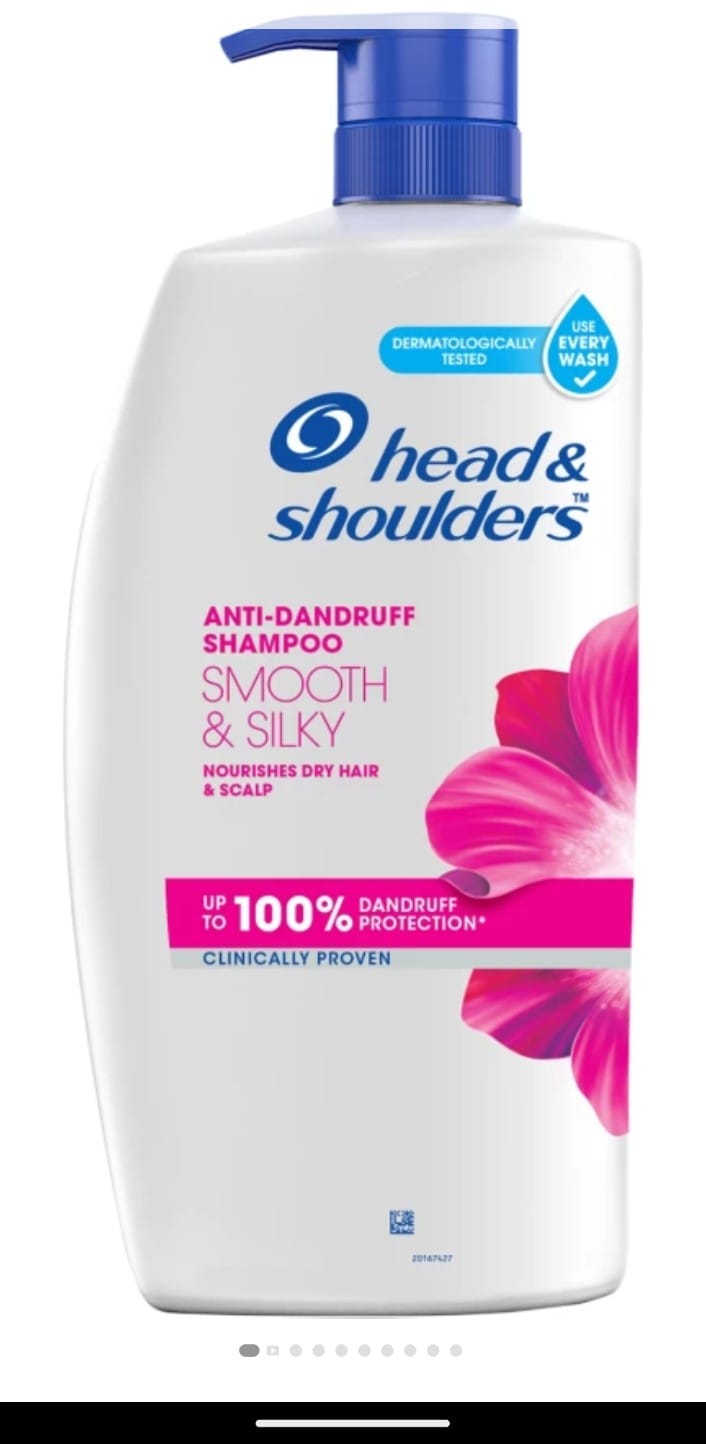 DERMATOLOGICALLY
TESTED
USE
EVERY
WASH
head &
shoulders™
ANTI-DANDRUFF
SHAMPOO
SMOOTH
& SILKY
NOURISHES DRY HAIR
& SCALP
UP
TO 100% DANDRUFF
PROTECTION*
CLINICALLY PROVEN
20167427